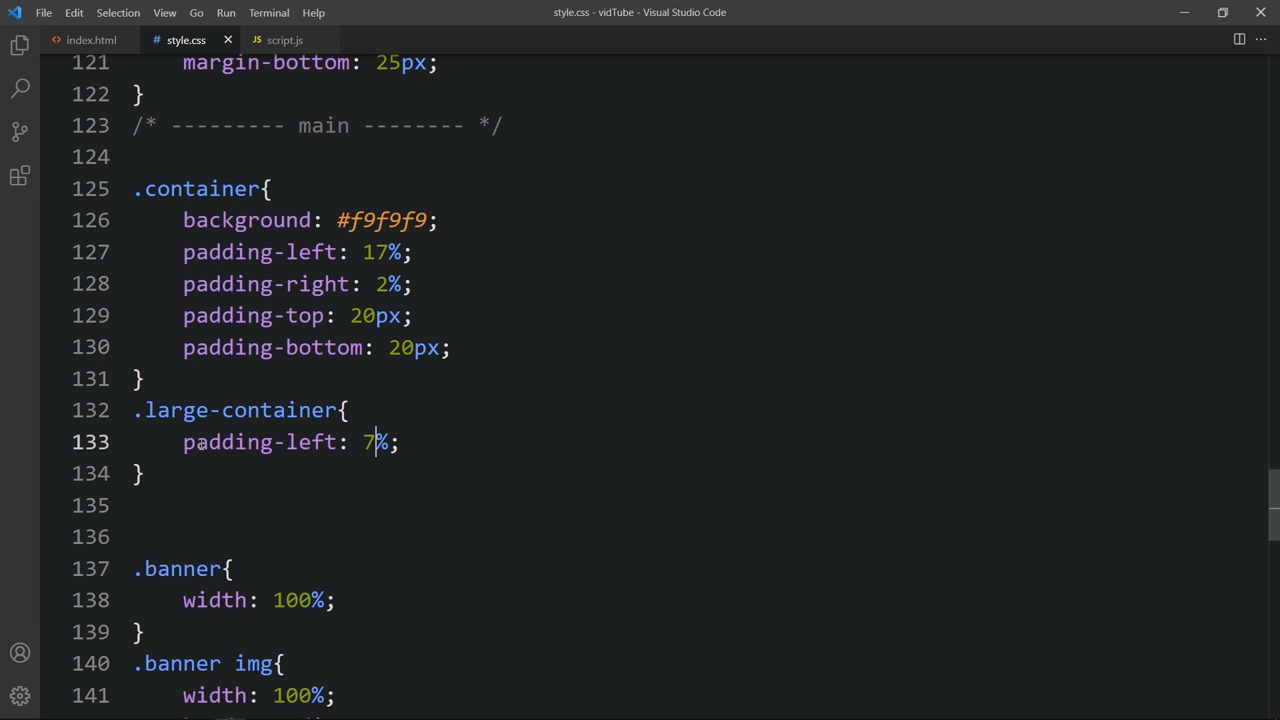 File Edit Selection View Go Run Terminal Help
style.css - vidTube - Visual Studio Code
index.html
# style.css
JS script.js
121 margin-bottom: 25px;
122 }
123 /* --------- main -------- */
124
125 .container{
126 background: #f9f9f9;
127 padding-left: 17%;
128 padding-right: 2%;
129 padding-top: 20px;
130 padding-bottom: 20px;
131 }
132 .large-container{
133 padding-left: 7%;
134 }
135
136
137 .banner{
138 width: 100%;
139 }
140 .banner img{
141 width: 100%;